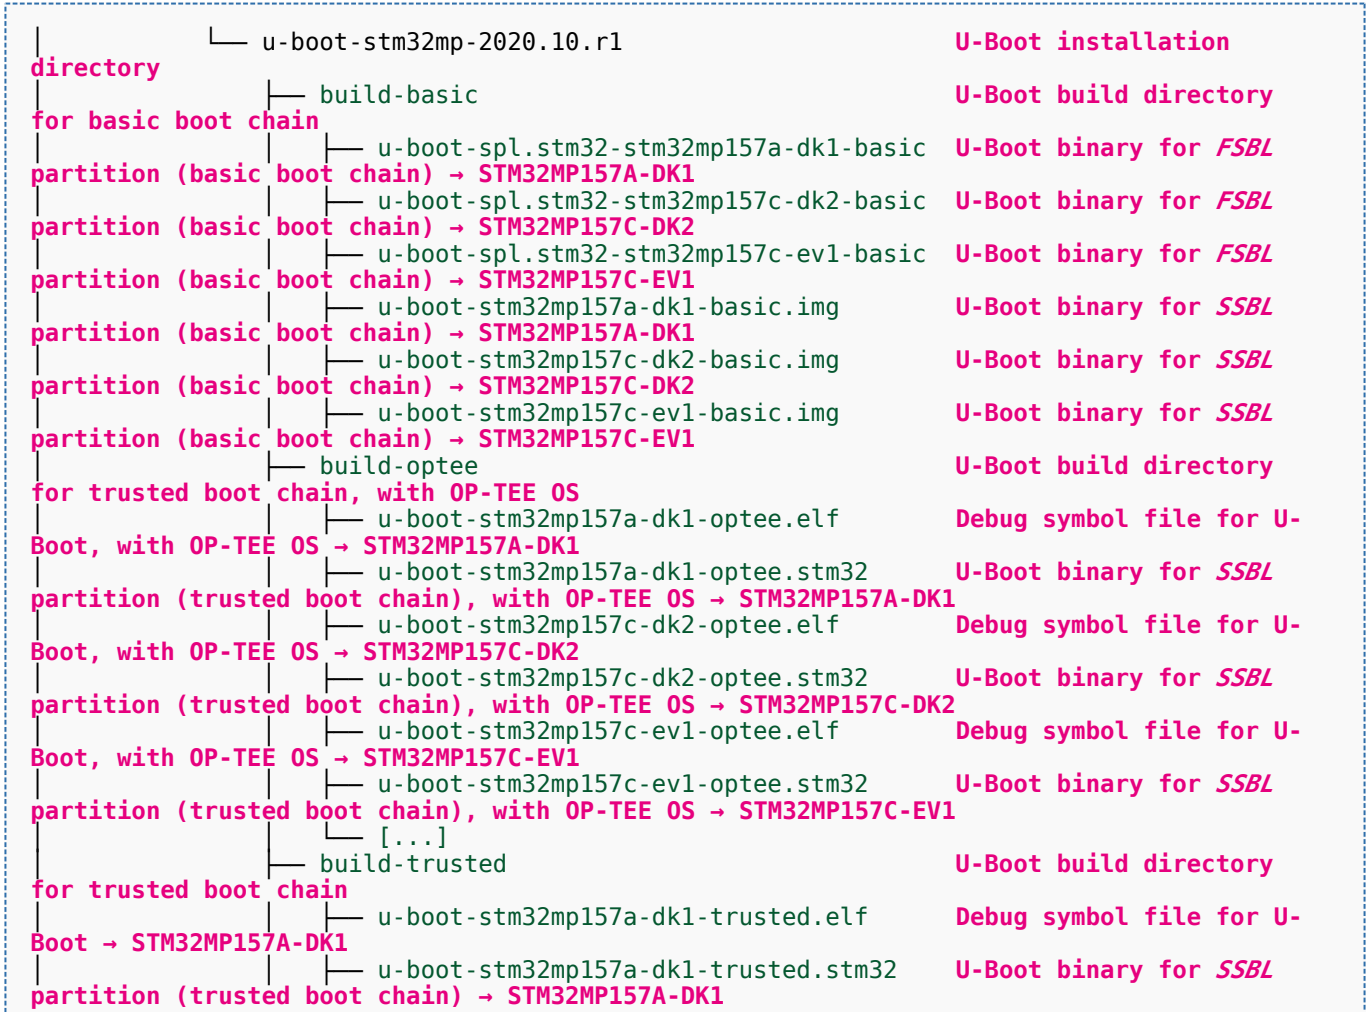 │           └── u-boot-stm32mp-2020.10.r1                       U-Boot installation
directory
│               ├── build-basic                                 U-Boot build directory
for basic boot chain
│               │   ├── u-boot-spl.stm32-stm32mp157a-dk1-basic  U-Boot binary for FSBL
partition (basic boot chain) → STM32MP157A-DK1
│               │   ├── u-boot-spl.stm32-stm32mp157c-dk2-basic  U-Boot binary for FSBL
partition (basic boot chain) → STM32MP157C-DK2
│               │   ├── u-boot-spl.stm32-stm32mp157c-ev1-basic  U-Boot binary for FSBL
partition (basic boot chain) → STM32MP157C-EV1
│               │   ├── u-boot-stm32mp157a-dk1-basic.img        U-Boot binary for SSBL
partition (basic boot chain) → STM32MP157A-DK1
│               │   ├── u-boot-stm32mp157c-dk2-basic.img        U-Boot binary for SSBL
partition (basic boot chain) → STM32MP157C-DK2
│               │   ├── u-boot-stm32mp157c-ev1-basic.img        U-Boot binary for SSBL
partition (basic boot chain) → STM32MP157C-EV1
│               ├── build-optee                                 U-Boot build directory
for trusted boot chain, with OP-TEE OS
│               │   ├── u-boot-stm32mp157a-dk1-optee.elf        Debug symbol file for U-
Boot, with OP-TEE OS → STM32MP157A-DK1
│               │   ├── u-boot-stm32mp157a-dk1-optee.stm32      U-Boot binary for SSBL
partition (trusted boot chain), with OP-TEE OS → STM32MP157A-DK1
│               │   ├── u-boot-stm32mp157c-dk2-optee.elf        Debug symbol file for U-
Boot, with OP-TEE OS → STM32MP157C-DK2
│               │   ├── u-boot-stm32mp157c-dk2-optee.stm32      U-Boot binary for SSBL
partition (trusted boot chain), with OP-TEE OS → STM32MP157C-DK2
│               │   ├── u-boot-stm32mp157c-ev1-optee.elf        Debug symbol file for U-
Boot, with OP-TEE OS → STM32MP157C-EV1
│               │   ├── u-boot-stm32mp157c-ev1-optee.stm32      U-Boot binary for SSBL
partition (trusted boot chain), with OP-TEE OS → STM32MP157C-EV1
│               │   └── [...]
│               ├── build-trusted                               U-Boot build directory
for trusted boot chain
│               │   ├── u-boot-stm32mp157a-dk1-trusted.elf      Debug symbol file for U-
Boot → STM32MP157A-DK1
│               │   ├── u-boot-stm32mp157a-dk1-trusted.stm32    U-Boot binary for SSBL
partition (trusted boot chain) → STM32MP157A-DK1